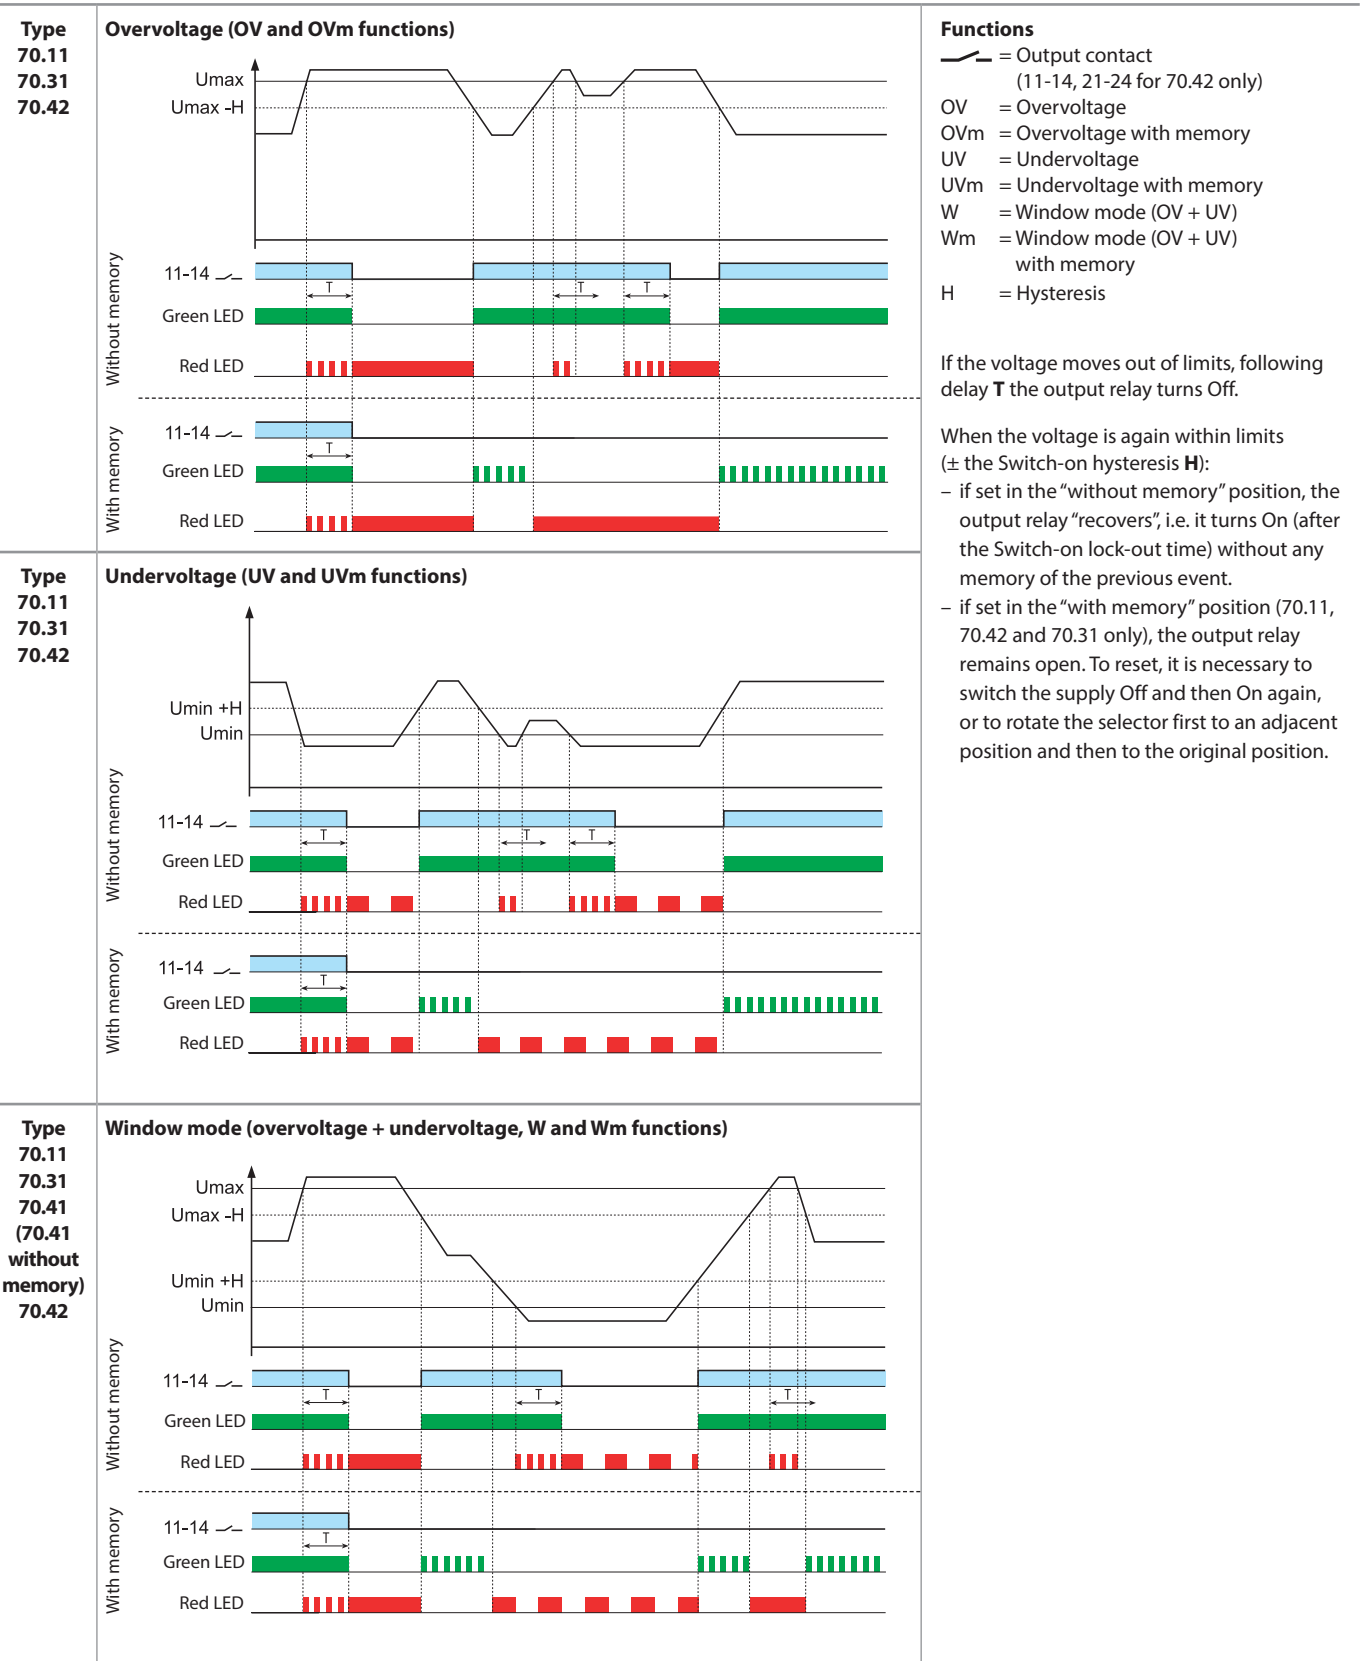 Type
70.11
70.31
70.42
Overvoltage (OV and OVm functions)
Umax
Umax -H
Without memory
11-14
T
T
T
Green LED
Red LED
With memory
11-14
T
Green LED
Red LED
Type
70.11
70.31
70.42
Undervoltage (UV and UVm functions)
Umin +H
Umin
Without memory
11-14
T
T
T
Green LED
Red LED
With memory
11-14
T
Green LED
Red LED
Type
70.11
70.31
70.41
(70.41
without
memory)
70.42
Window mode (overvoltage + undervoltage, W and Wm functions)
Umax
Umax -H
Umin +H
Umin
Without memory
11-14
T
T
T
Green LED
Red LED
With memory
11-14
T
Green LED
Red LED
Functions
= Output contact
(11-14, 21-24 for 70.42 only)
OV = Overvoltage
OVm = Overvoltage with memory
UV = Undervoltage
UVm = Undervoltage with memory
W = Window mode (OV + UV)
Wm = Window mode (OV + UV)
with memory
H = Hysteresis
If the voltage moves out of limits, following
delay T the output relay turns Off.
When the voltage is again within limits
(± the Switch-on hysteresis H):
– if set in the “without memory” position, the
output relay “recovers”, i.e. it turns On (after
the Switch-on lock-out time) without any
memory of the previous event.
– if set in the “with memory” position (70.11,
70.42 and 70.31 only), the output relay
remains open. To reset, it is necessary to
switch the supply Off and then On again,
or to rotate the selector first to an adjacent
position and then to the original position.